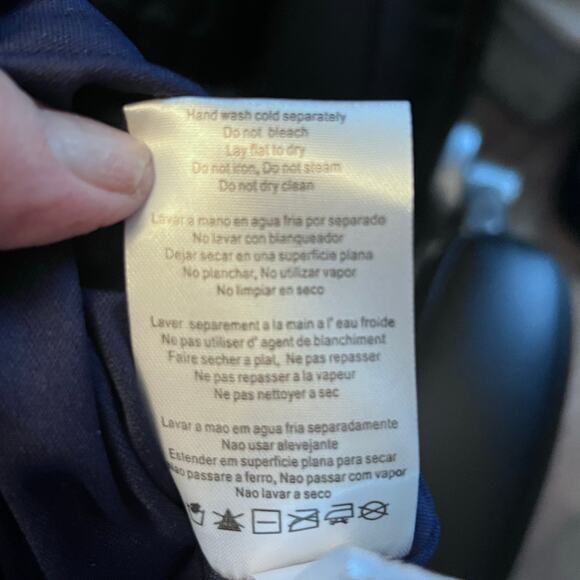 Hand wash cold separately
Do not bleach
Lay flat to dry
Do not iron, Do not steam
Do not dry clean
Lavar a mano en agua fria por separado
No lavar con blanqueador
Dejar secar en una superficie plana
No planchar, No utilizar vapor
No limpiar en seco
Laver separement a la main a l' eau froide
Ne pas utiliser d' agent de blanchiment
Faire secher a plat, Ne pas repasser
Ne pas repasser a la vapeur
Ne pas nettoyer a sec
Lavar a mao em agua fria separadamente
Nao usar alevejante
Estender em superficie plana para secar
Nao passare a ferro, Nao passar com vapor
Nao lavar a seco